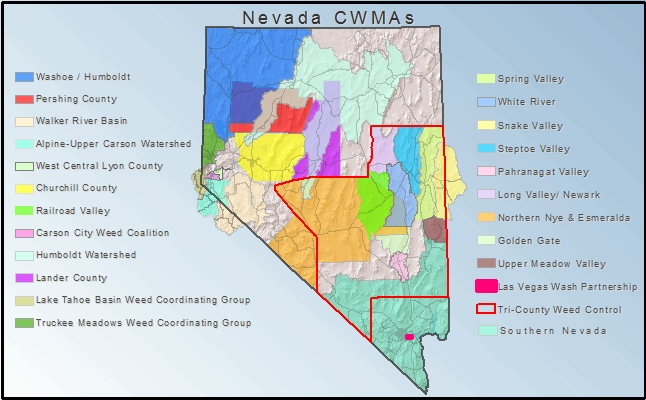 Nevada CWMAs
Washoe / Humboldt
Pershing County
Walker River Basin
Alpine-Upper Carson Watershed
West Central Lyon County
Churchill County
Railroad Valley
Carson City Weed Coalition
Humboldt Watershed
Lander County
Lake Tahoe Basin Weed Coordinating Group
Truckee Meadows Weed Coordinating Group
Spring Valley
White River
Snake Valley
Steptoe Valley
Pahranagat Valley
Long Valley/ Newark
Northern Nye & Esmeralda
Golden Gate
Upper Meadow Valley
Las Vegas Wash Partnership
Tri-County Weed Control
Southern Nevada